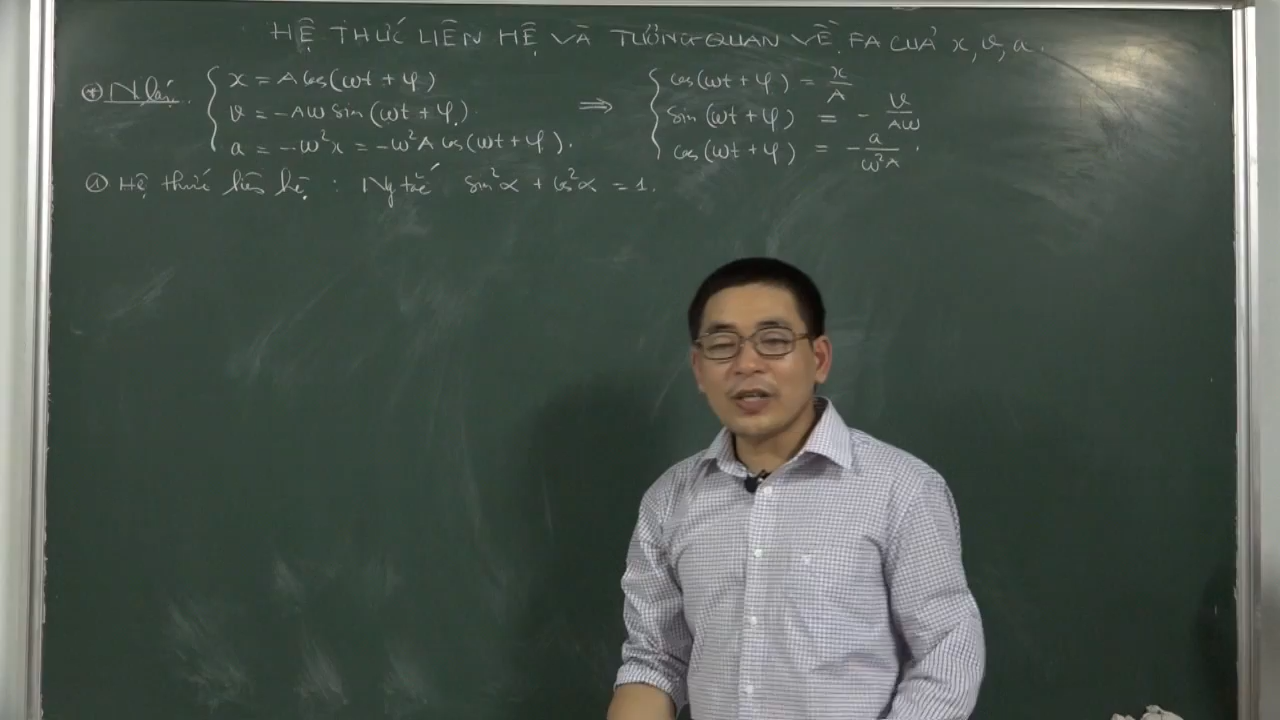 HỆ THỨC LIÊN HỆ VÀ TƯƠNG QUAN VỀ FA CỦA x, v, a.
⊛ Nhắc. { x = A cos(ωt + φ)
v = -Aω sin(ωt + φ).
a = -ω²x = -ω²A cos(ωt + φ).
⇒ { cos(ωt + φ) = x/A
sin(ωt + φ) = - v/Aω
cos(ωt + φ) = - a/ω²A.
① Hệ thức liên hệ: Ng tắc sin²α + cos²α = 1.